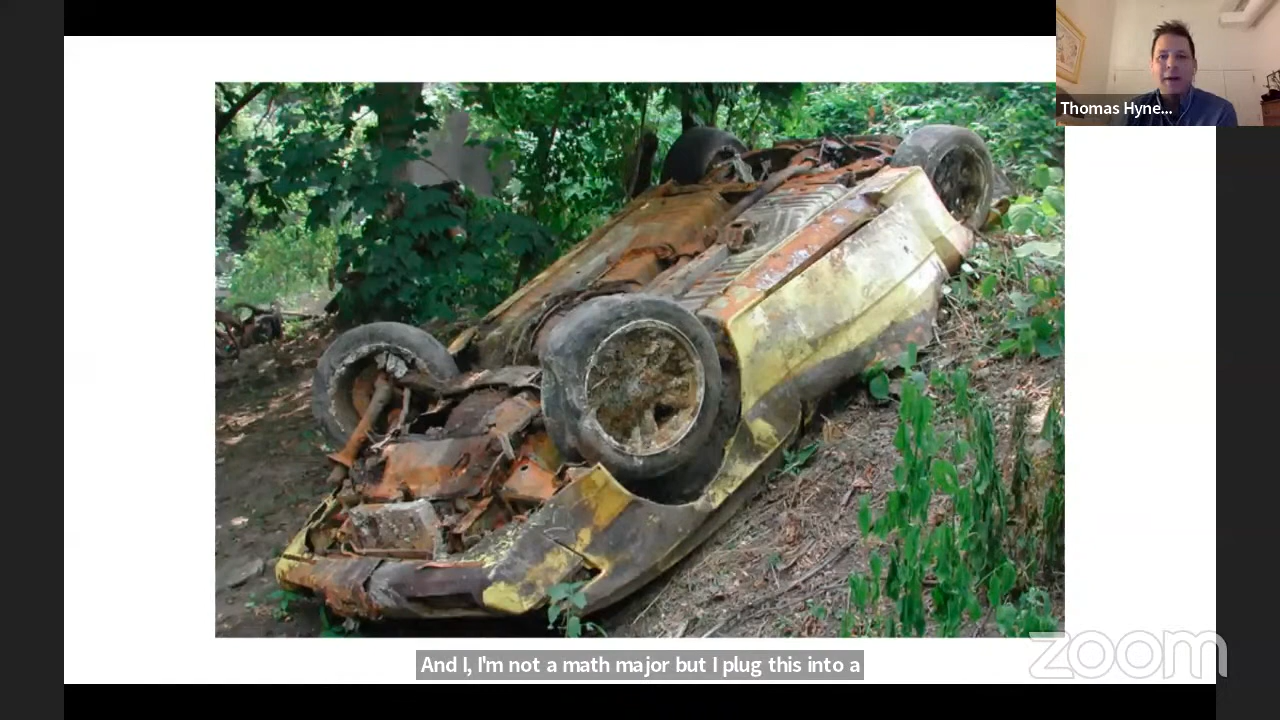 Thomas Hyne...
And I, I'm not a math major but I plug this into a
zoom